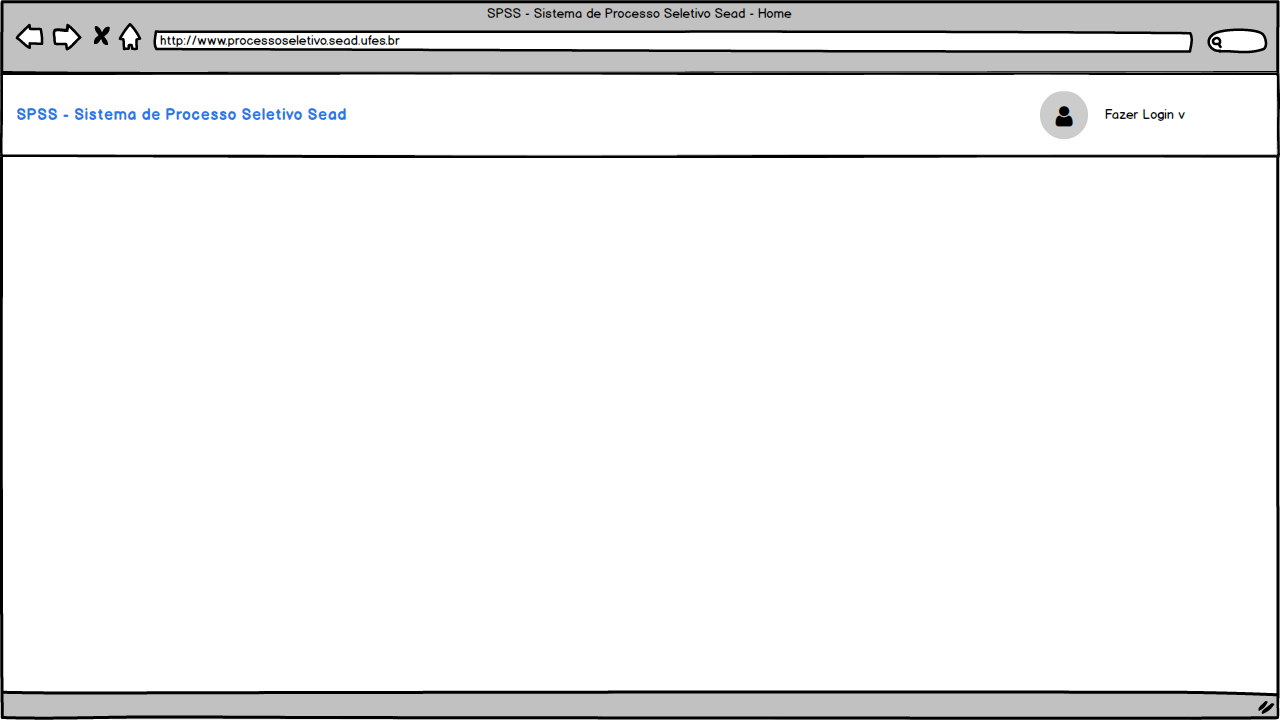 SPSS - Sistema de Processo Seletivo Sead - Home
http://www.processoseletivo.sead.ufes.br
SPSS - Sistema de Processo Seletivo Sead
Fazer Login v